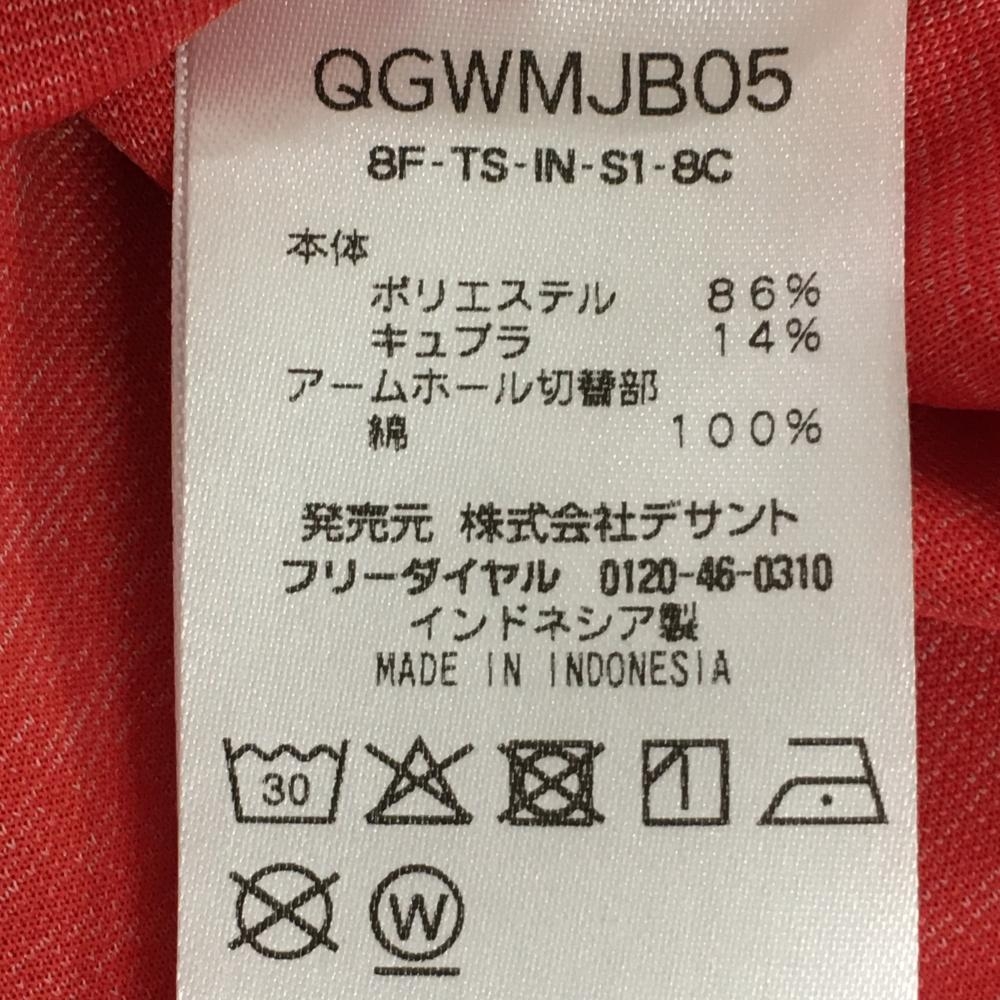 QGWMJB05
8F-TS-IN-S1-8C
本体
ポリエステル 86%
キュプラ 14%
アームホール切替部
綿 100%
発売元 株式会社デサント
フリーダイヤル 0120-46-0310
インドネシア製
MADE IN INDONESIA
30
W